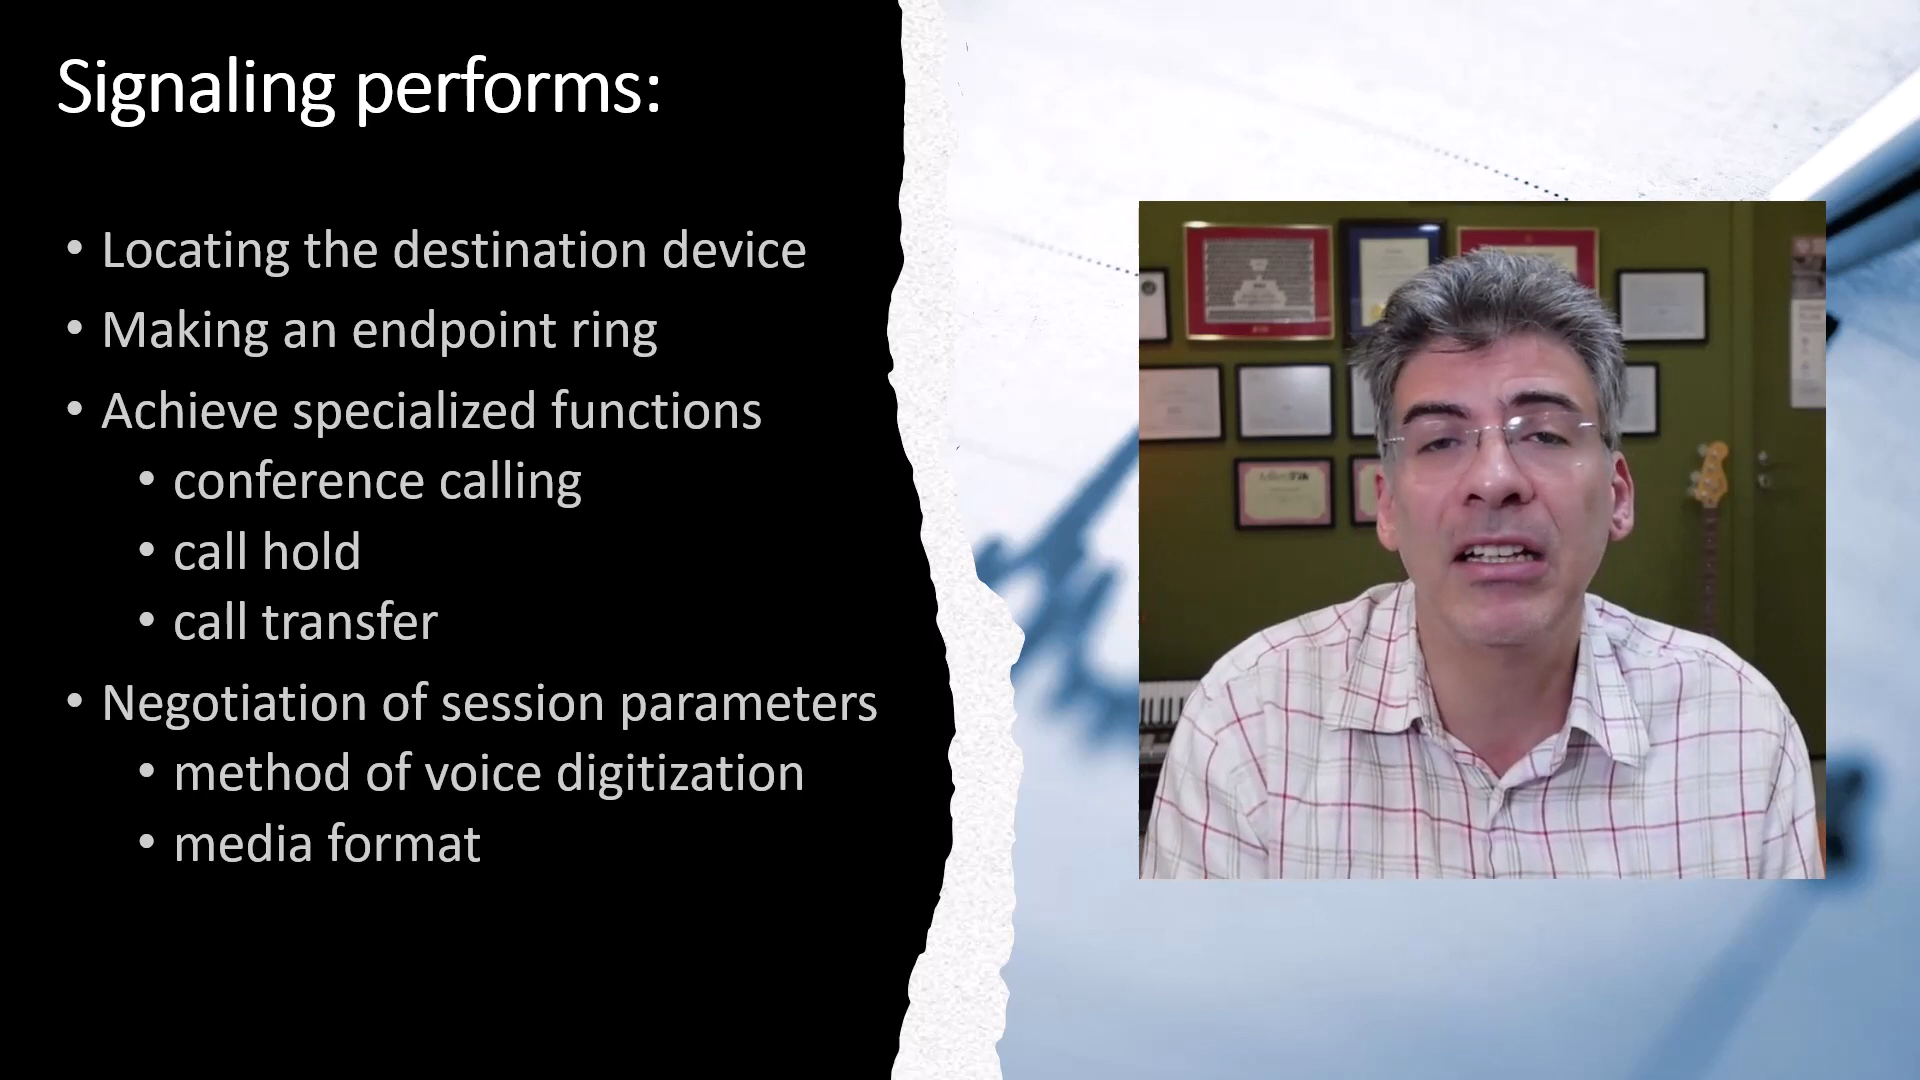 Signaling performs:
• Locating the destination device
• Making an endpoint ring
• Achieve specialized functions
• conference calling
• call hold
• call transfer
• Negotiation of session parameters
• method of voice digitization
• media format